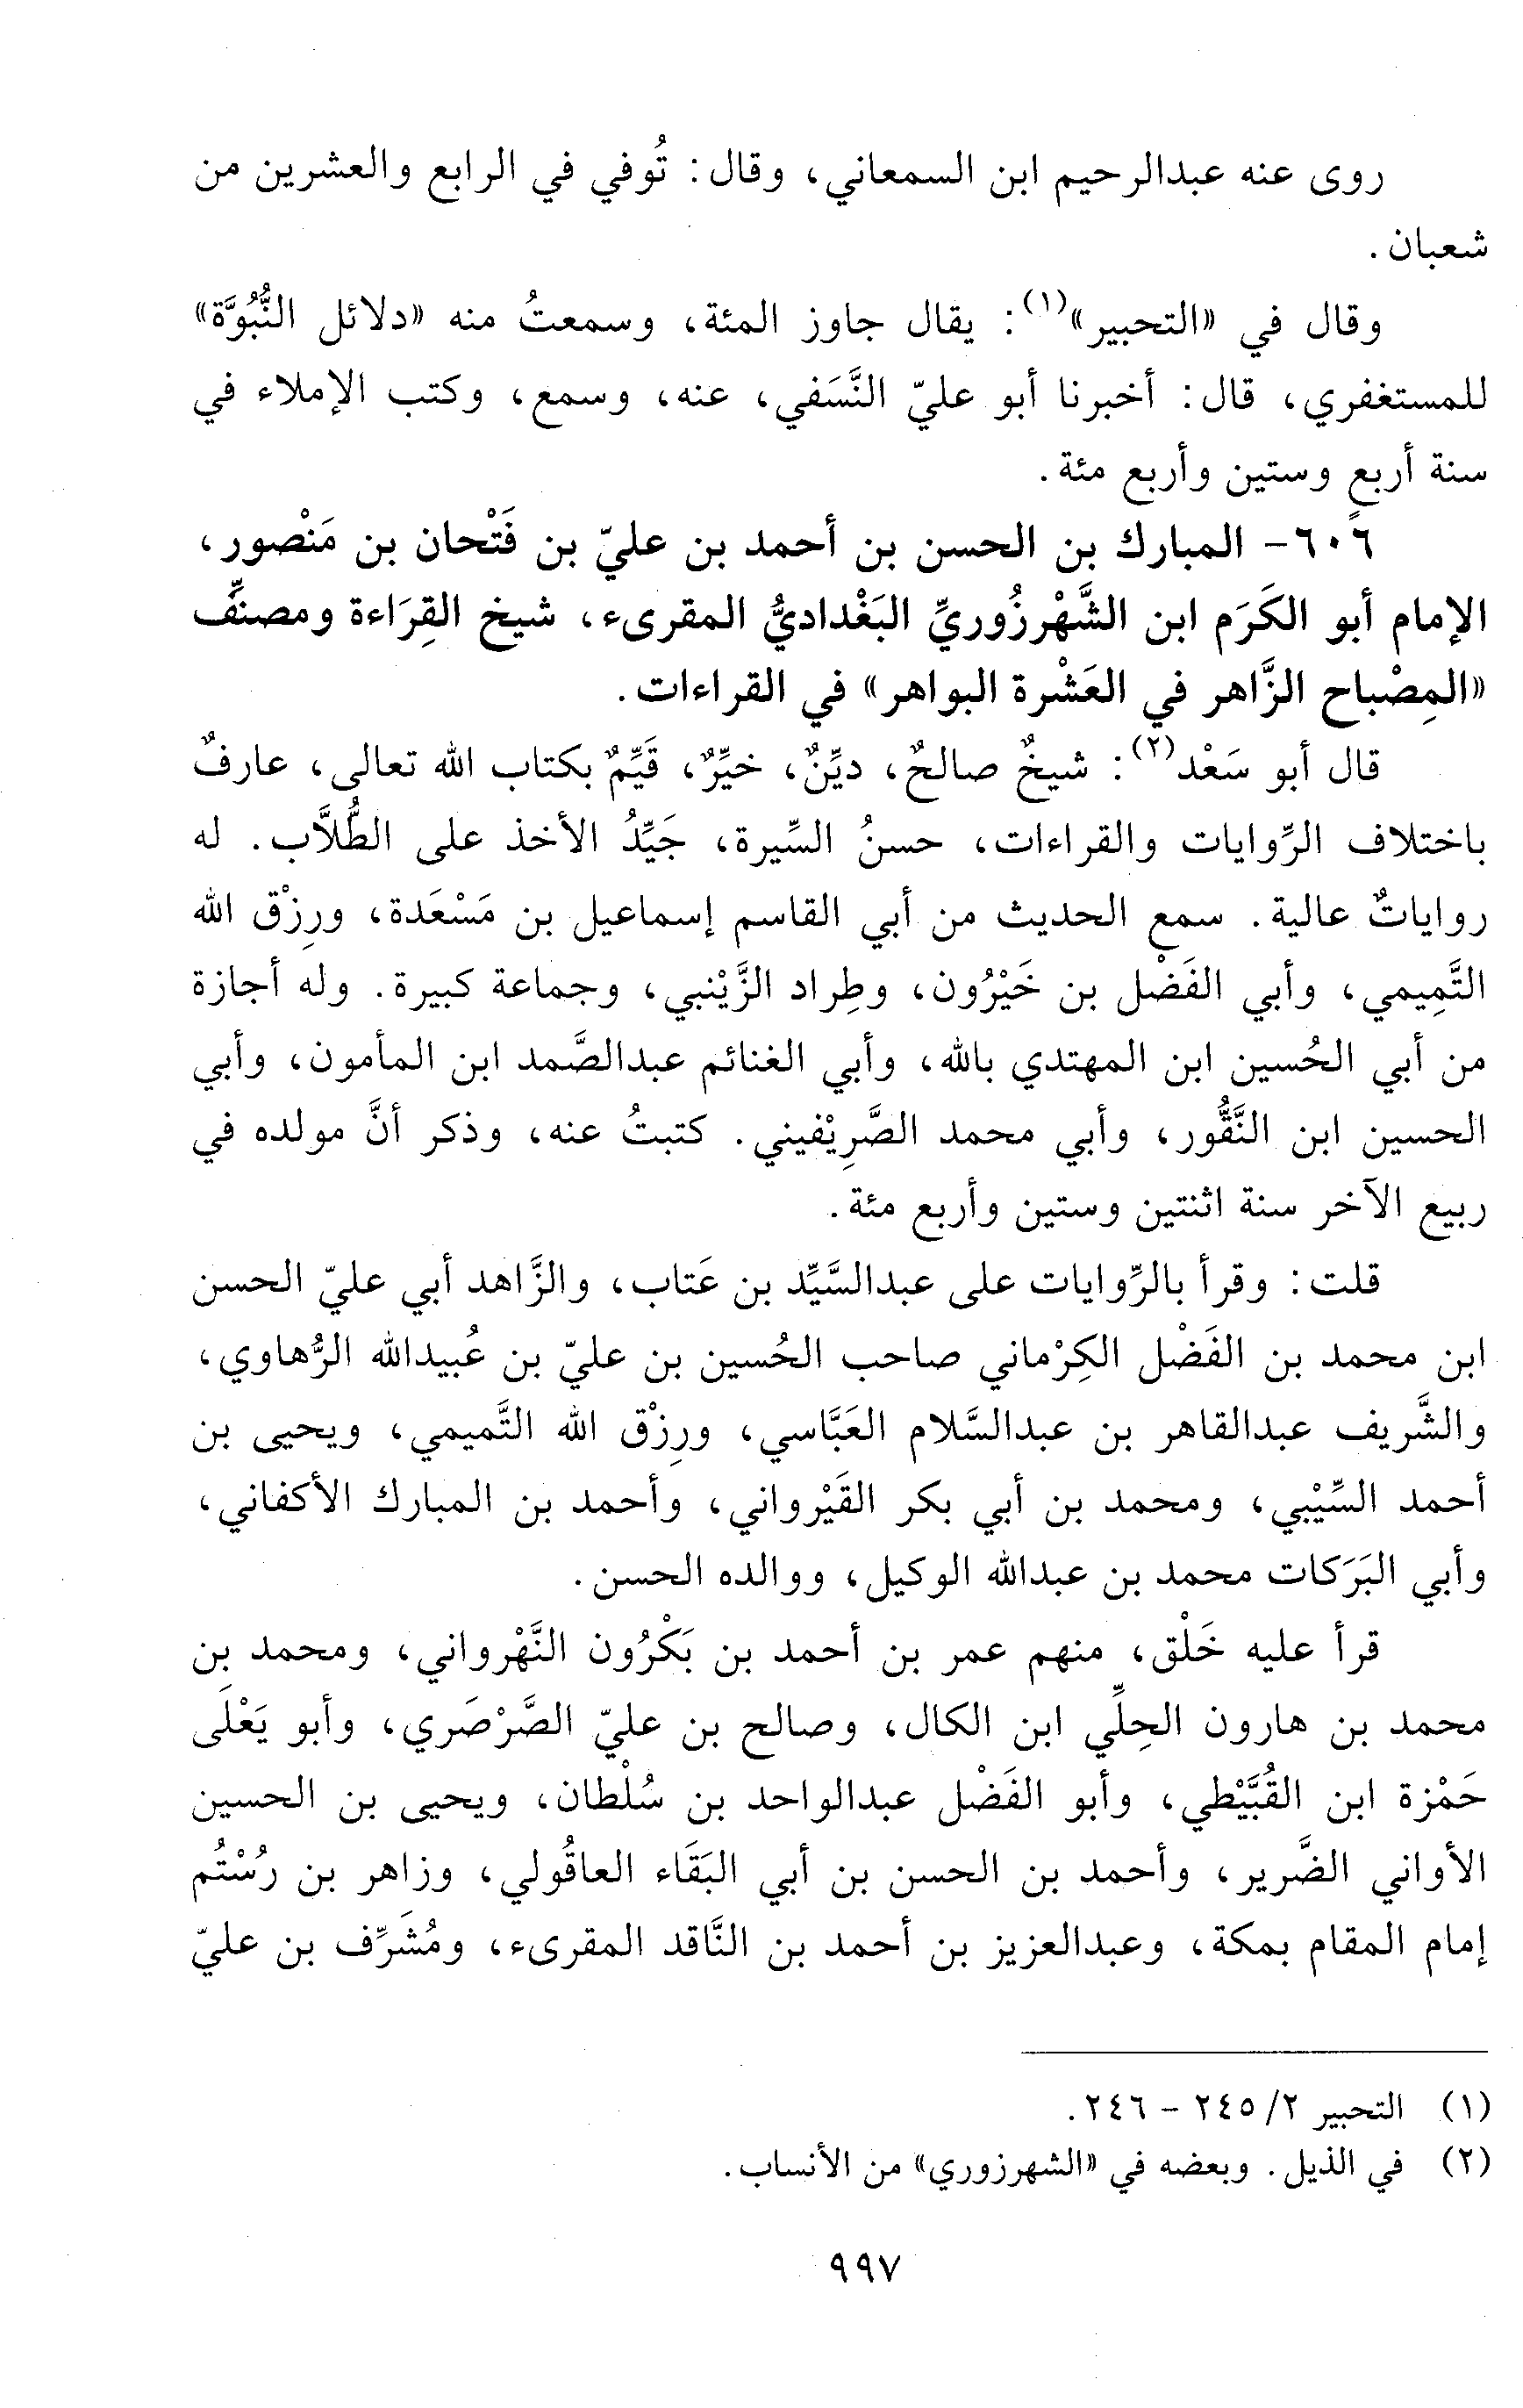 روى عنه عبدالرحيم ابن السمعاني، وقال: تُوفي في الرابع والعشرين من
شعبان.
وقال في «التحبير»(١): يقال جاوز المئة، وسمعتُ منه «دلائل النُّبُوَّة»
للمستغفري، قال: أخبرنا أبو عليّ النَّسَفي، عنه، وسمع، وكتب الإملاء في
سنة أربع وستين وأربع مئة.
٦٠٦- المبارك بن الحسن بن أحمد بن عليّ بن فَتْحان بن مَنْصور،
الإمام أبو الكَرَم ابن الشَّهْرزُوريِّ البَغْداديُّ المقرىء، شيخ القِرَاءة ومصنِّف
«المِصْباح الزَّاهر في العَشْرة البواهر» في القراءات.
قال أبو سَعْد(٢): شيخٌ صالحٌ، ديِّنٌ، خيِّرٌ، قَيِّمٌ بكتاب الله تعالى، عارفٌ
باختلاف الرِّوايات والقراءات، حسنُ السِّيرة، جَيِّدُ الأخذ على الطُّلاَّب. له
رواياتٌ عالية. سمع الحديث من أبي القاسم إسماعيل بن مَسْعَدة، ورِزْق الله
التَّمِيمي، وأبي الفَضْل بن خَيْرُون، وطِراد الزَّيْنبي، وجماعة كبيرة. وله أجازة
من أبي الحُسين ابن المهتدي بالله، وأبي الغنائم عبدالصَّمد ابن المأمون، وأبي
الحسين ابن النَّقُّور، وأبي محمد الصَّرِيْفيني. كتبتُ عنه، وذكر أنَّ مولده في
ربيع الآخر سنة اثنتين وستين وأربع مئة.
قلت: وقرأ بالرِّوايات على عبدالسَّيِّد بن عَتاب، والزَّاهد أبي عليّ الحسن
ابن محمد بن الفَضْل الكِرْماني صاحب الحُسين بن عليّ بن عُبيدالله الرُّهاوي،
والشَّريف عبدالقاهر بن عبدالسَّلام العَبَّاسي، ورِزْق الله التَّميمي، ويحيى بن
أحمد السِّيْبي، ومحمد بن أبي بكر القَيْرواني، وأحمد بن المبارك الأكفاني،
وأبي البَرَكات محمد بن عبدالله الوكيل، ووالده الحسن.
قرأ عليه خَلْق، منهم عمر بن أحمد بن بَكْرُون النَّهْرواني، ومحمد بن
محمد بن هارون الحِلِّي ابن الكال، وصالح بن عليّ الصَّرْصَري، وأبو يَعْلَى
حَمْزة ابن القُبَّيْطي، وأبو الفَضْل عبدالواحد بن سُلْطان، ويحيى بن الحسين
الأواني الضَّرير، وأحمد بن الحسن بن أبي البَقَاء العاقُولي، وزاهر بن رُسْتُم
إمام المقام بمكة، وعبدالعزيز بن أحمد بن النَّاقد المقرىء، ومُشَرِّف بن عليّ
(١) التحبير ٢/ ٢٤٥ - ٢٤٦.
(٢) في الذيل. وبعضه في «الشهرزوري» من الأنساب.
٩٩٧